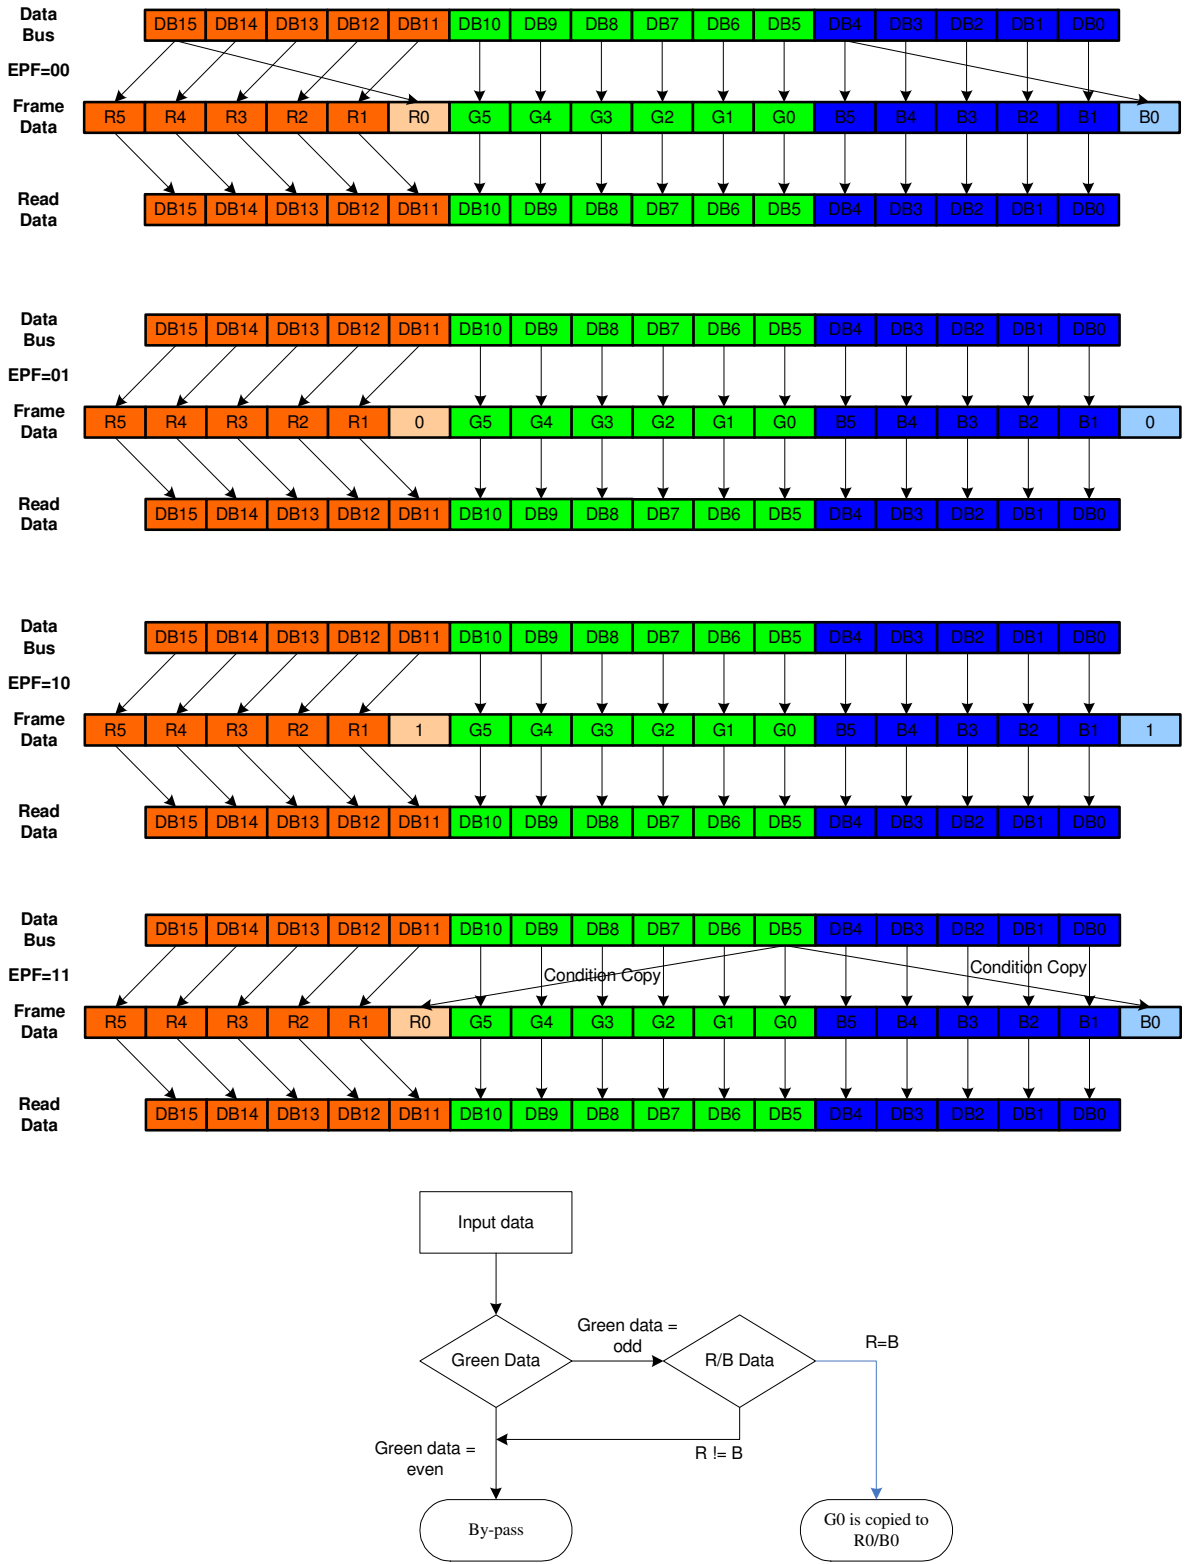 Data Bus
DB15 DB14 DB13 DB12 DB11 DB10 DB9 DB8 DB7 DB6 DB5 DB4 DB3 DB2 DB1 DB0
EPF=00
Frame Data
R5 R4 R3 R2 R1 R0 G5 G4 G3 G2 G1 G0 B5 B4 B3 B2 B1 B0
Read Data
DB15 DB14 DB13 DB12 DB11 DB10 DB9 DB8 DB7 DB6 DB5 DB4 DB3 DB2 DB1 DB0
Data Bus
DB15 DB14 DB13 DB12 DB11 DB10 DB9 DB8 DB7 DB6 DB5 DB4 DB3 DB2 DB1 DB0
EPF=01
Frame Data
R5 R4 R3 R2 R1 0 G5 G4 G3 G2 G1 G0 B5 B4 B3 B2 B1 0
Read Data
DB15 DB14 DB13 DB12 DB11 DB10 DB9 DB8 DB7 DB6 DB5 DB4 DB3 DB2 DB1 DB0
Data Bus
DB15 DB14 DB13 DB12 DB11 DB10 DB9 DB8 DB7 DB6 DB5 DB4 DB3 DB2 DB1 DB0
EPF=10
Frame Data
R5 R4 R3 R2 R1 1 G5 G4 G3 G2 G1 G0 B5 B4 B3 B2 B1 1
Read Data
DB15 DB14 DB13 DB12 DB11 DB10 DB9 DB8 DB7 DB6 DB5 DB4 DB3 DB2 DB1 DB0
Data Bus
DB15 DB14 DB13 DB12 DB11 DB10 DB9 DB8 DB7 DB6 DB5 DB4 DB3 DB2 DB1 DB0
EPF=11
Condition Copy
Condition Copy
Frame Data
R5 R4 R3 R2 R1 R0 G5 G4 G3 G2 G1 G0 B5 B4 B3 B2 B1 B0
Read Data
DB15 DB14 DB13 DB12 DB11 DB10 DB9 DB8 DB7 DB6 DB5 DB4 DB3 DB2 DB1 DB0
Input data
Green Data
Green data =
odd
R/B Data
R=B
Green data =
even
R != B
By-pass
G0 is copied to
R0/B0